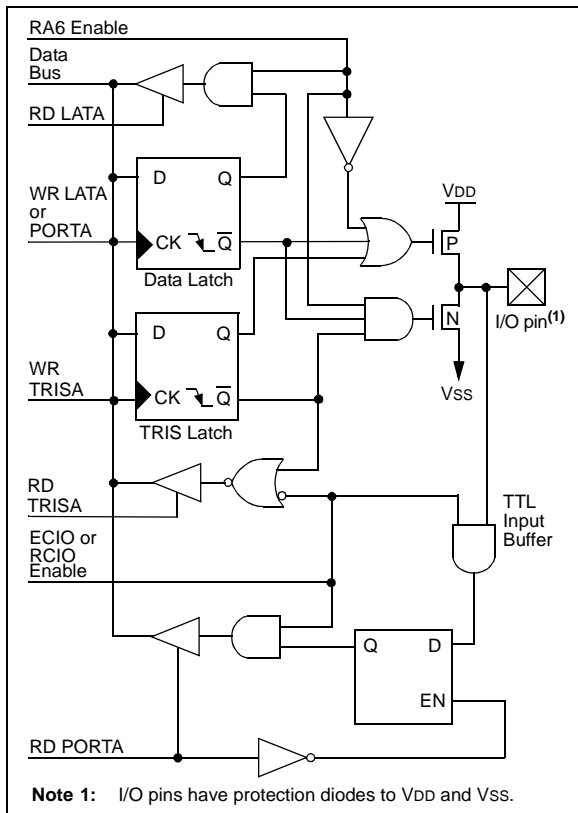 RA6 Enable
Data
Bus
RD LATA
D Q
WR LATA
or
PORTA
CK Q
Data Latch
VDD
P
I/O pin(1)
N
VSS
D Q
WR
TRISA
CK Q
TRIS Latch
RD
TRISA
TTL
Input
Buffer
ECIO or
RCIO
Enable
Q D
EN
RD PORTA
Note 1: I/O pins have protection diodes to VDD and VSS.